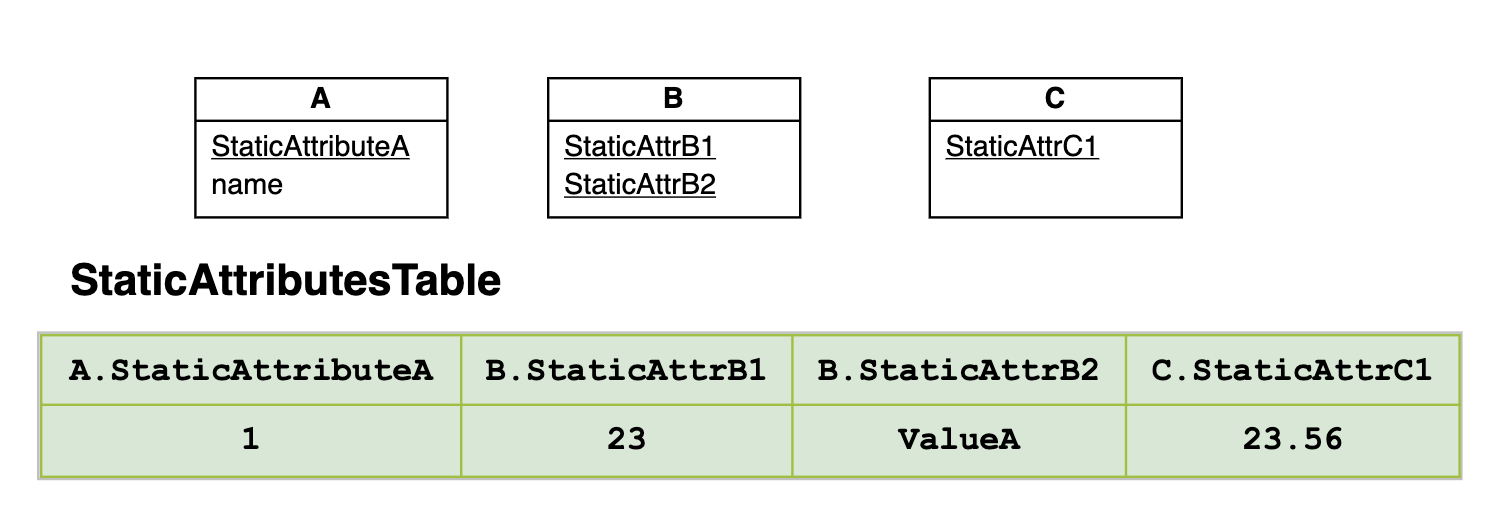 A B C
StaticAttributeA StaticAttrB1 StaticAttrC1
name StaticAttrB2
StaticAttributesTable
A.StaticAttributeA B.StaticAttrB1 B.StaticAttrB2 C.StaticAttrC1
1 23 ValueA 23.56